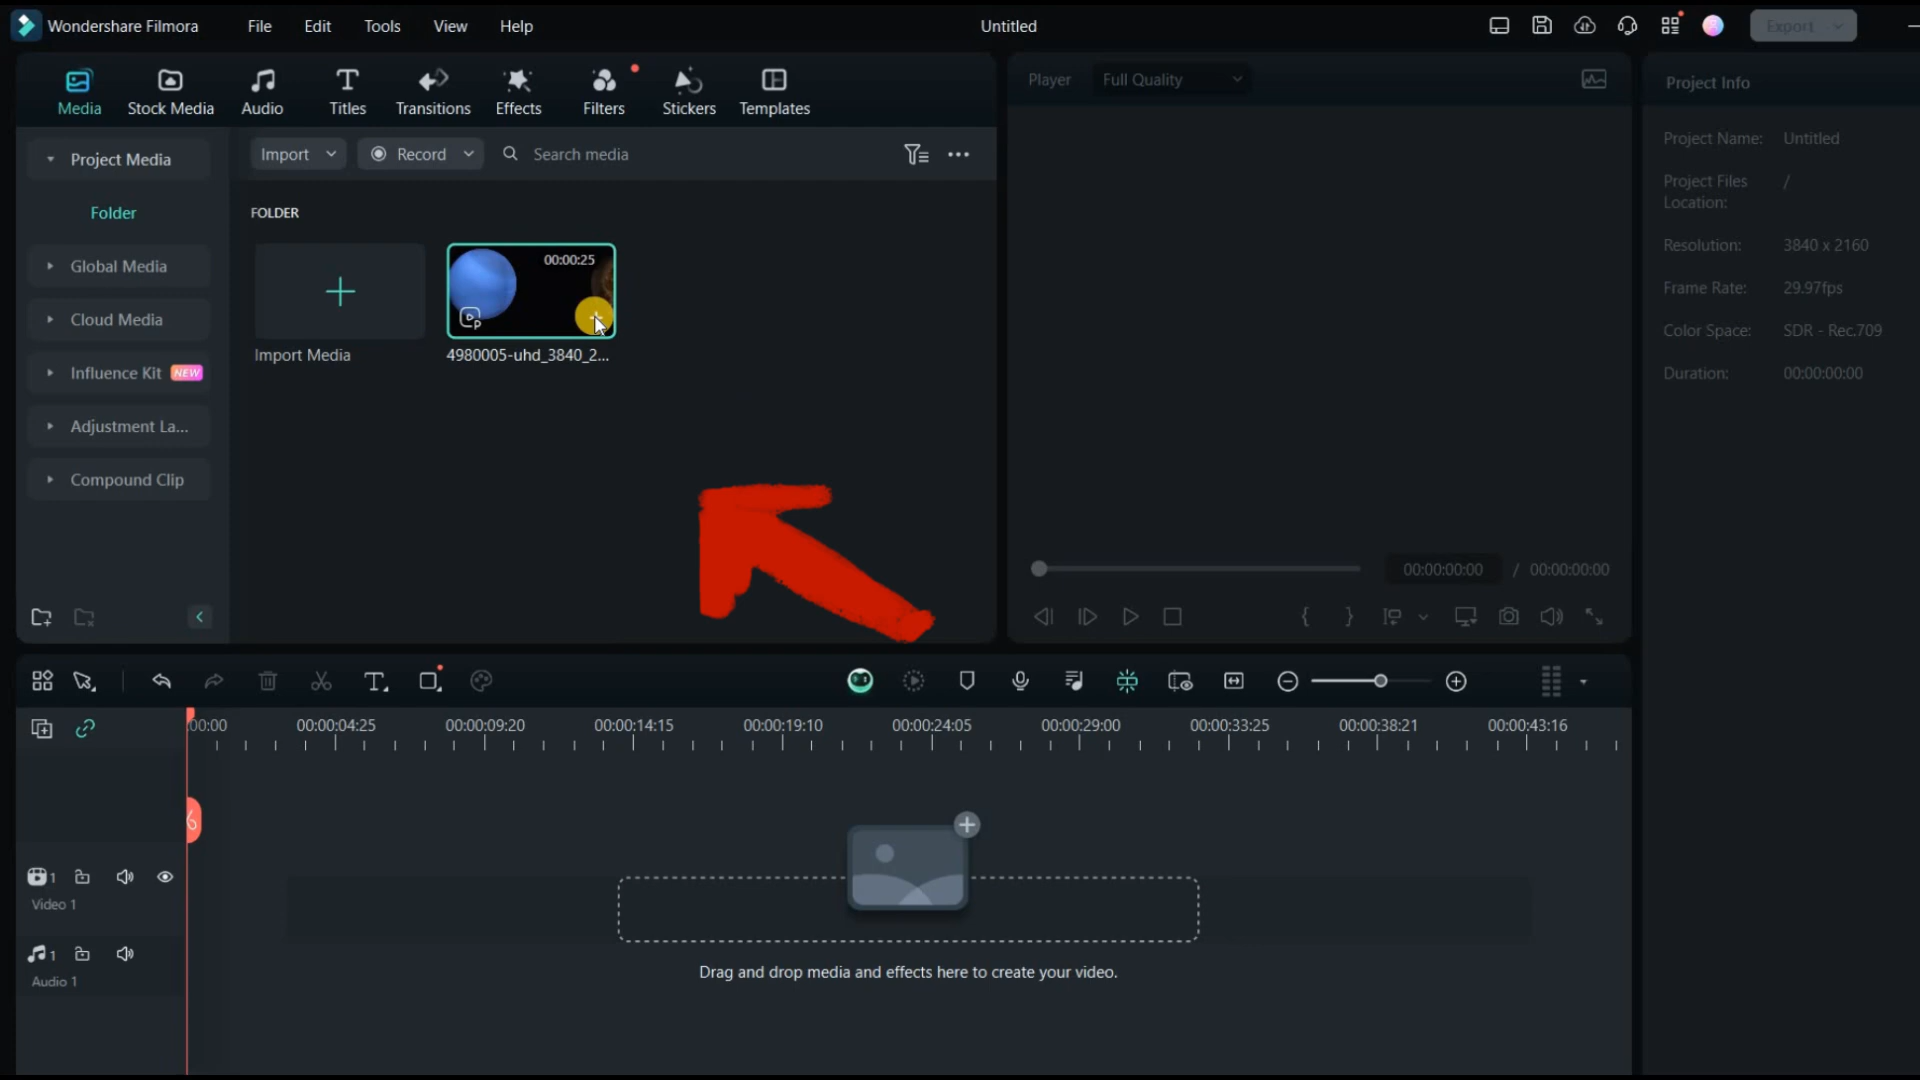 Wondershare Filmora
File
Edit
Tools
View
Help
Untitled
Export
Media
Stock Media
Audio
Titles
Transitions
Effects
Filters
Stickers
Templates
Player
Full Quality
Project Info
Project Media
Folder
Global Media
Cloud Media
Influence Kit NEW
Adjustment La...
Compound Clip
Import
Record
Search media
FOLDER
Import Media
00:00:25
4980005-uhd_3840_2...
Project Name: Untitled
Project Files Location: /
Resolution: 3840 x 2160
Frame Rate: 29.97fps
Color Space: SDR - Rec.709
Duration: 00:00:00:00
00:00:00:00 / 00:00:00:00
:00:00
00:00:04:25
00:00:09:20
00:00:14:15
00:00:19:10
00:00:24:05
00:00:29:00
00:00:33:25
00:00:38:21
00:00:43:16
1
Video 1
1
Audio 1
Drag and drop media and effects here to create your video.